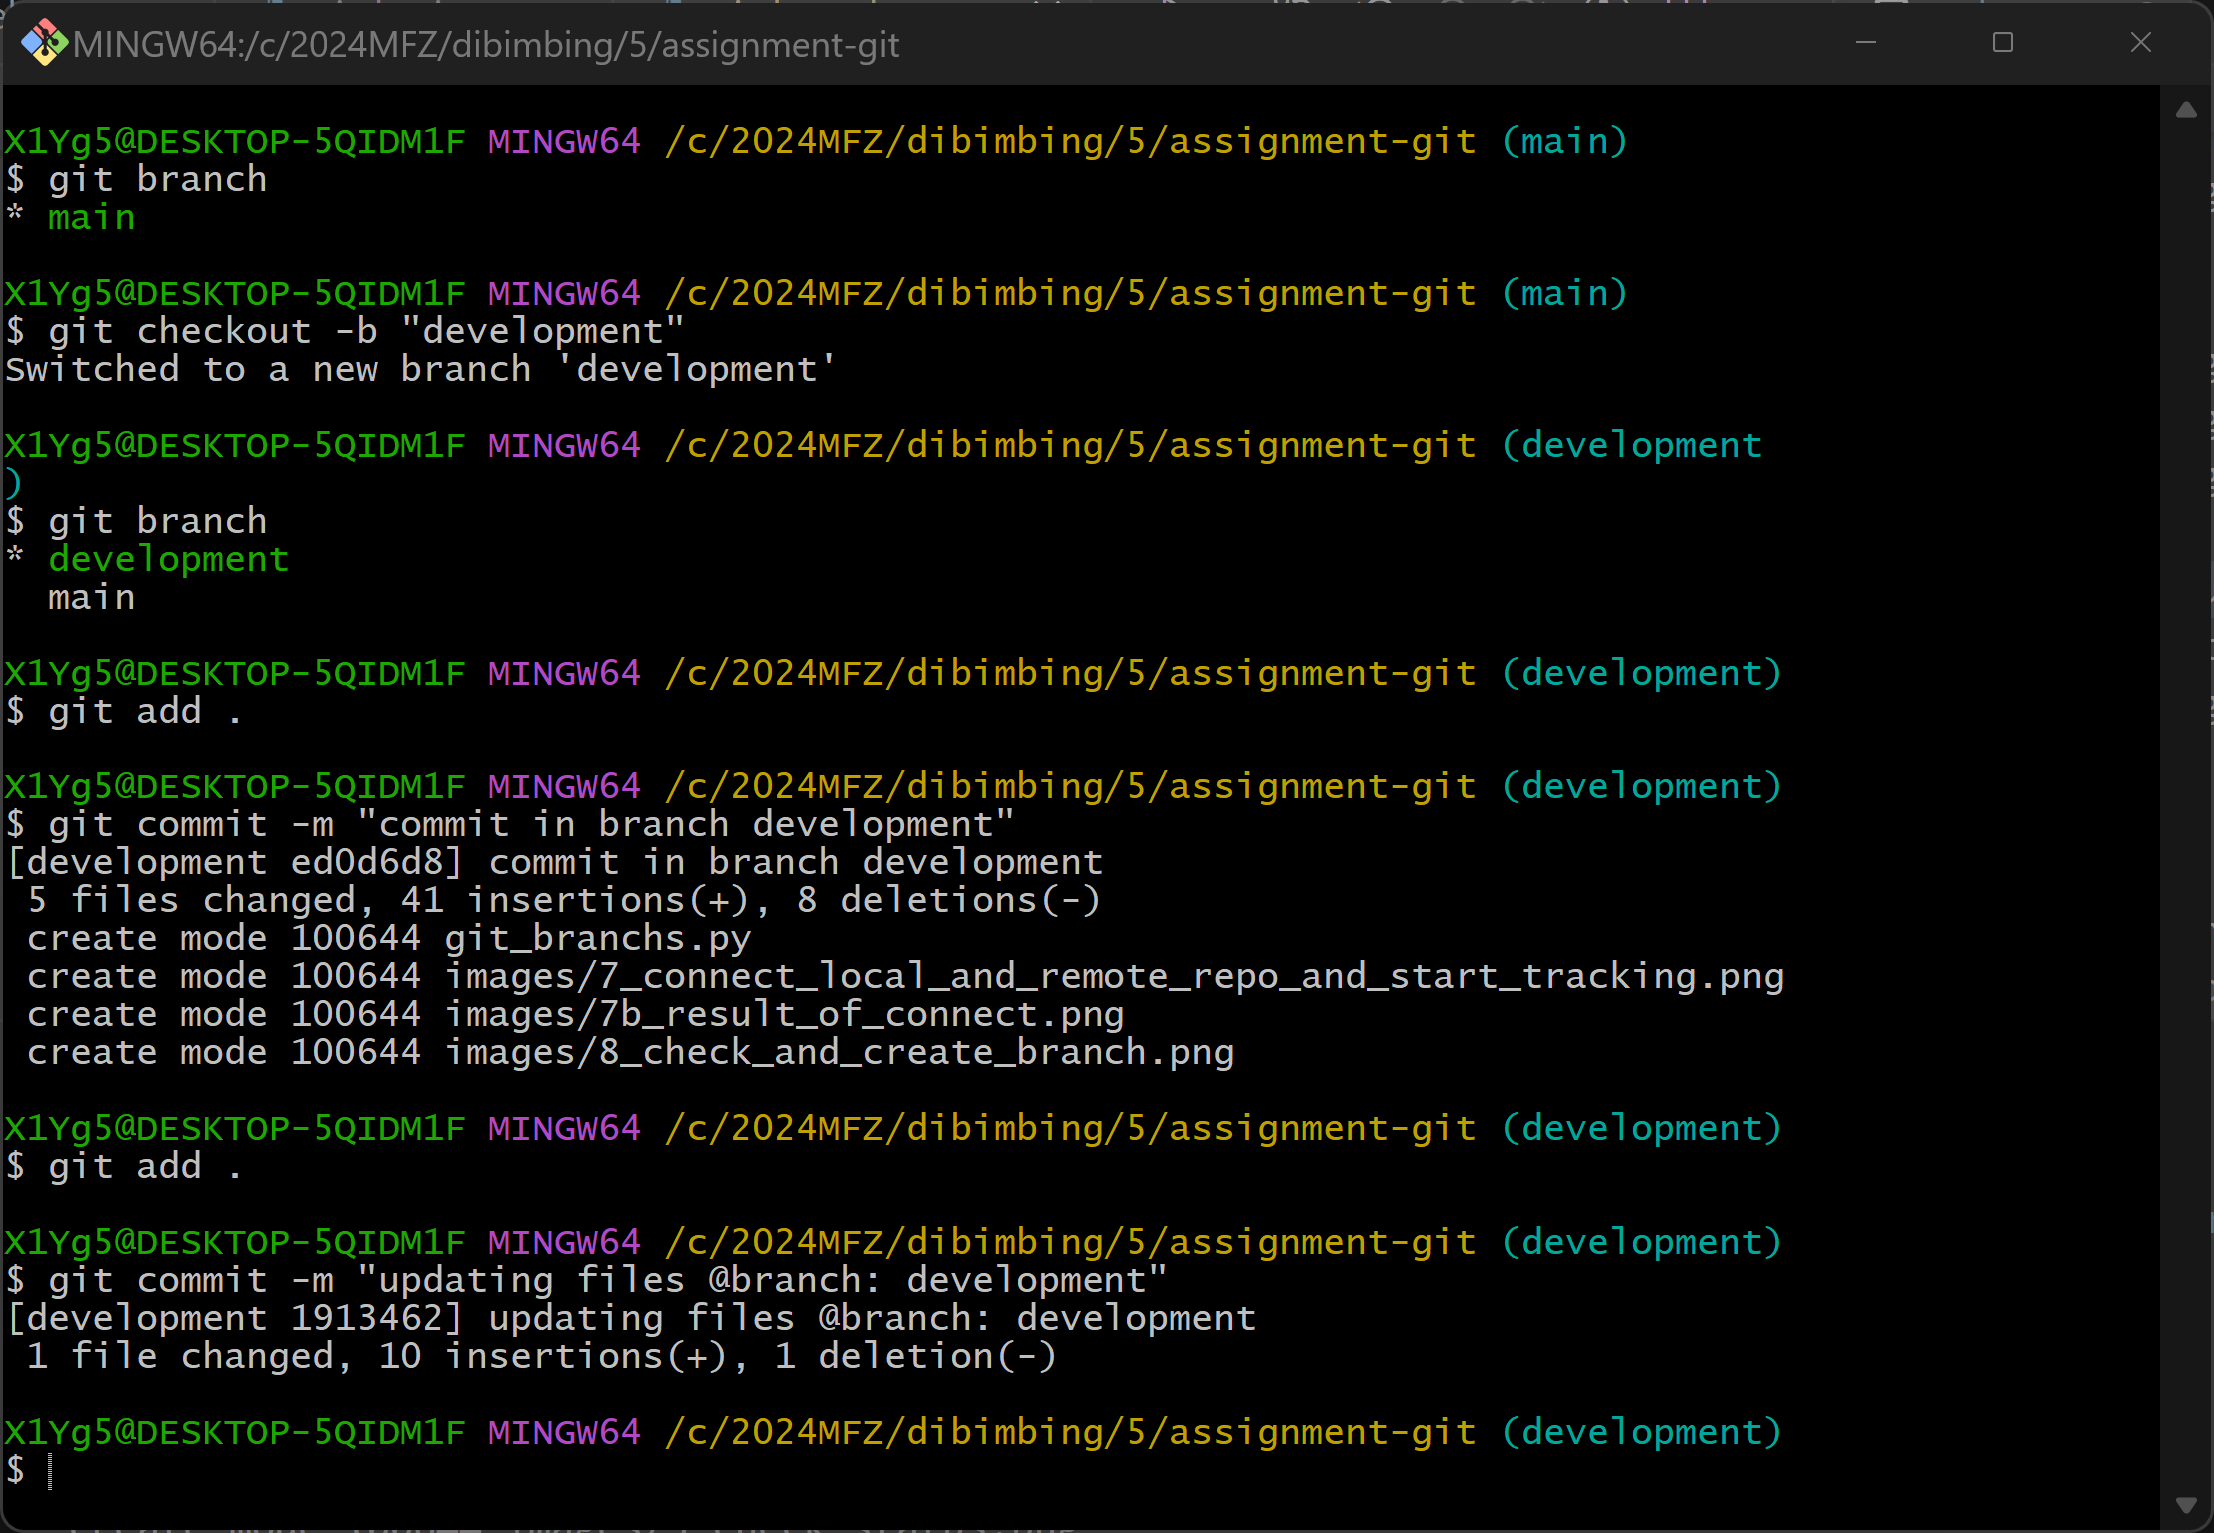 MINGW64:/c/2024MFZ/dibimbing/5/assignment-git
X1Yg5@DESKTOP-5QIDM1F MINGW64 /c/2024MFZ/dibimbing/5/assignment-git (main)
$ git branch
* main
X1Yg5@DESKTOP-5QIDM1F MINGW64 /c/2024MFZ/dibimbing/5/assignment-git (main)
$ git checkout -b "development"
Switched to a new branch 'development'
X1Yg5@DESKTOP-5QIDM1F MINGW64 /c/2024MFZ/dibimbing/5/assignment-git (development
)
$ git branch
* development
  main
X1Yg5@DESKTOP-5QIDM1F MINGW64 /c/2024MFZ/dibimbing/5/assignment-git (development)
$ git add .
X1Yg5@DESKTOP-5QIDM1F MINGW64 /c/2024MFZ/dibimbing/5/assignment-git (development)
$ git commit -m "commit in branch development"
[development ed0d6d8] commit in branch development
 5 files changed, 41 insertions(+), 8 deletions(-)
 create mode 100644 git_branchs.py
 create mode 100644 images/7_connect_local_and_remote_repo_and_start_tracking.png
 create mode 100644 images/7b_result_of_connect.png
 create mode 100644 images/8_check_and_create_branch.png
X1Yg5@DESKTOP-5QIDM1F MINGW64 /c/2024MFZ/dibimbing/5/assignment-git (development)
$ git add .
X1Yg5@DESKTOP-5QIDM1F MINGW64 /c/2024MFZ/dibimbing/5/assignment-git (development)
$ git commit -m "updating files @branch: development"
[development 1913462] updating files @branch: development
 1 file changed, 10 insertions(+), 1 deletion(-)
X1Yg5@DESKTOP-5QIDM1F MINGW64 /c/2024MFZ/dibimbing/5/assignment-git (development)
$